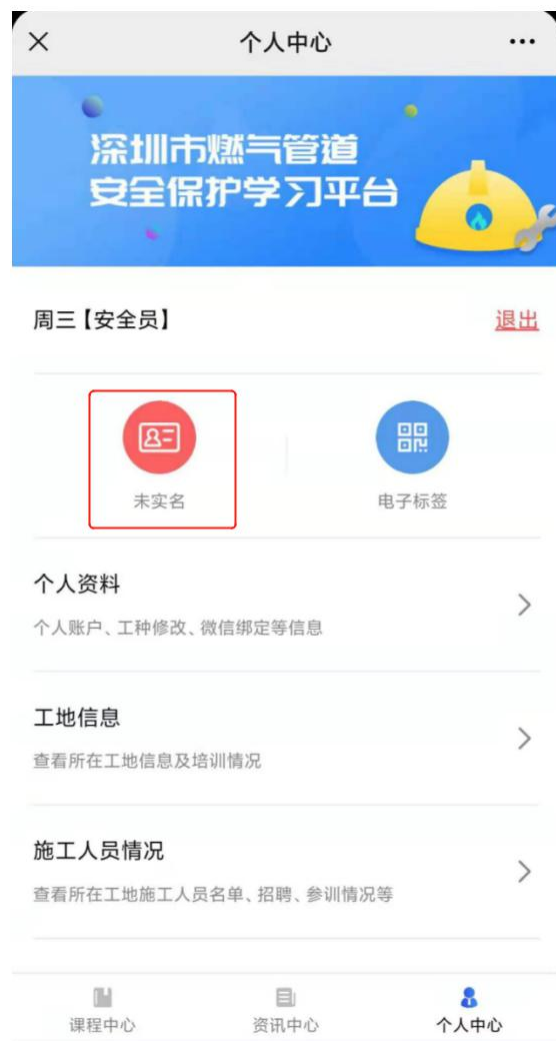 个人中心
深圳市燃气管道
安全保护学习平台
周三【安全员】
退出
未实名
电子标签
个人资料
个人账户、工种修改、微信绑定等信息
工地信息
查看所在工地信息及培训情况
施工人员情况
查看所在工地施工人员名单、招聘、参训情况等
课程中心
资讯中心
个人中心